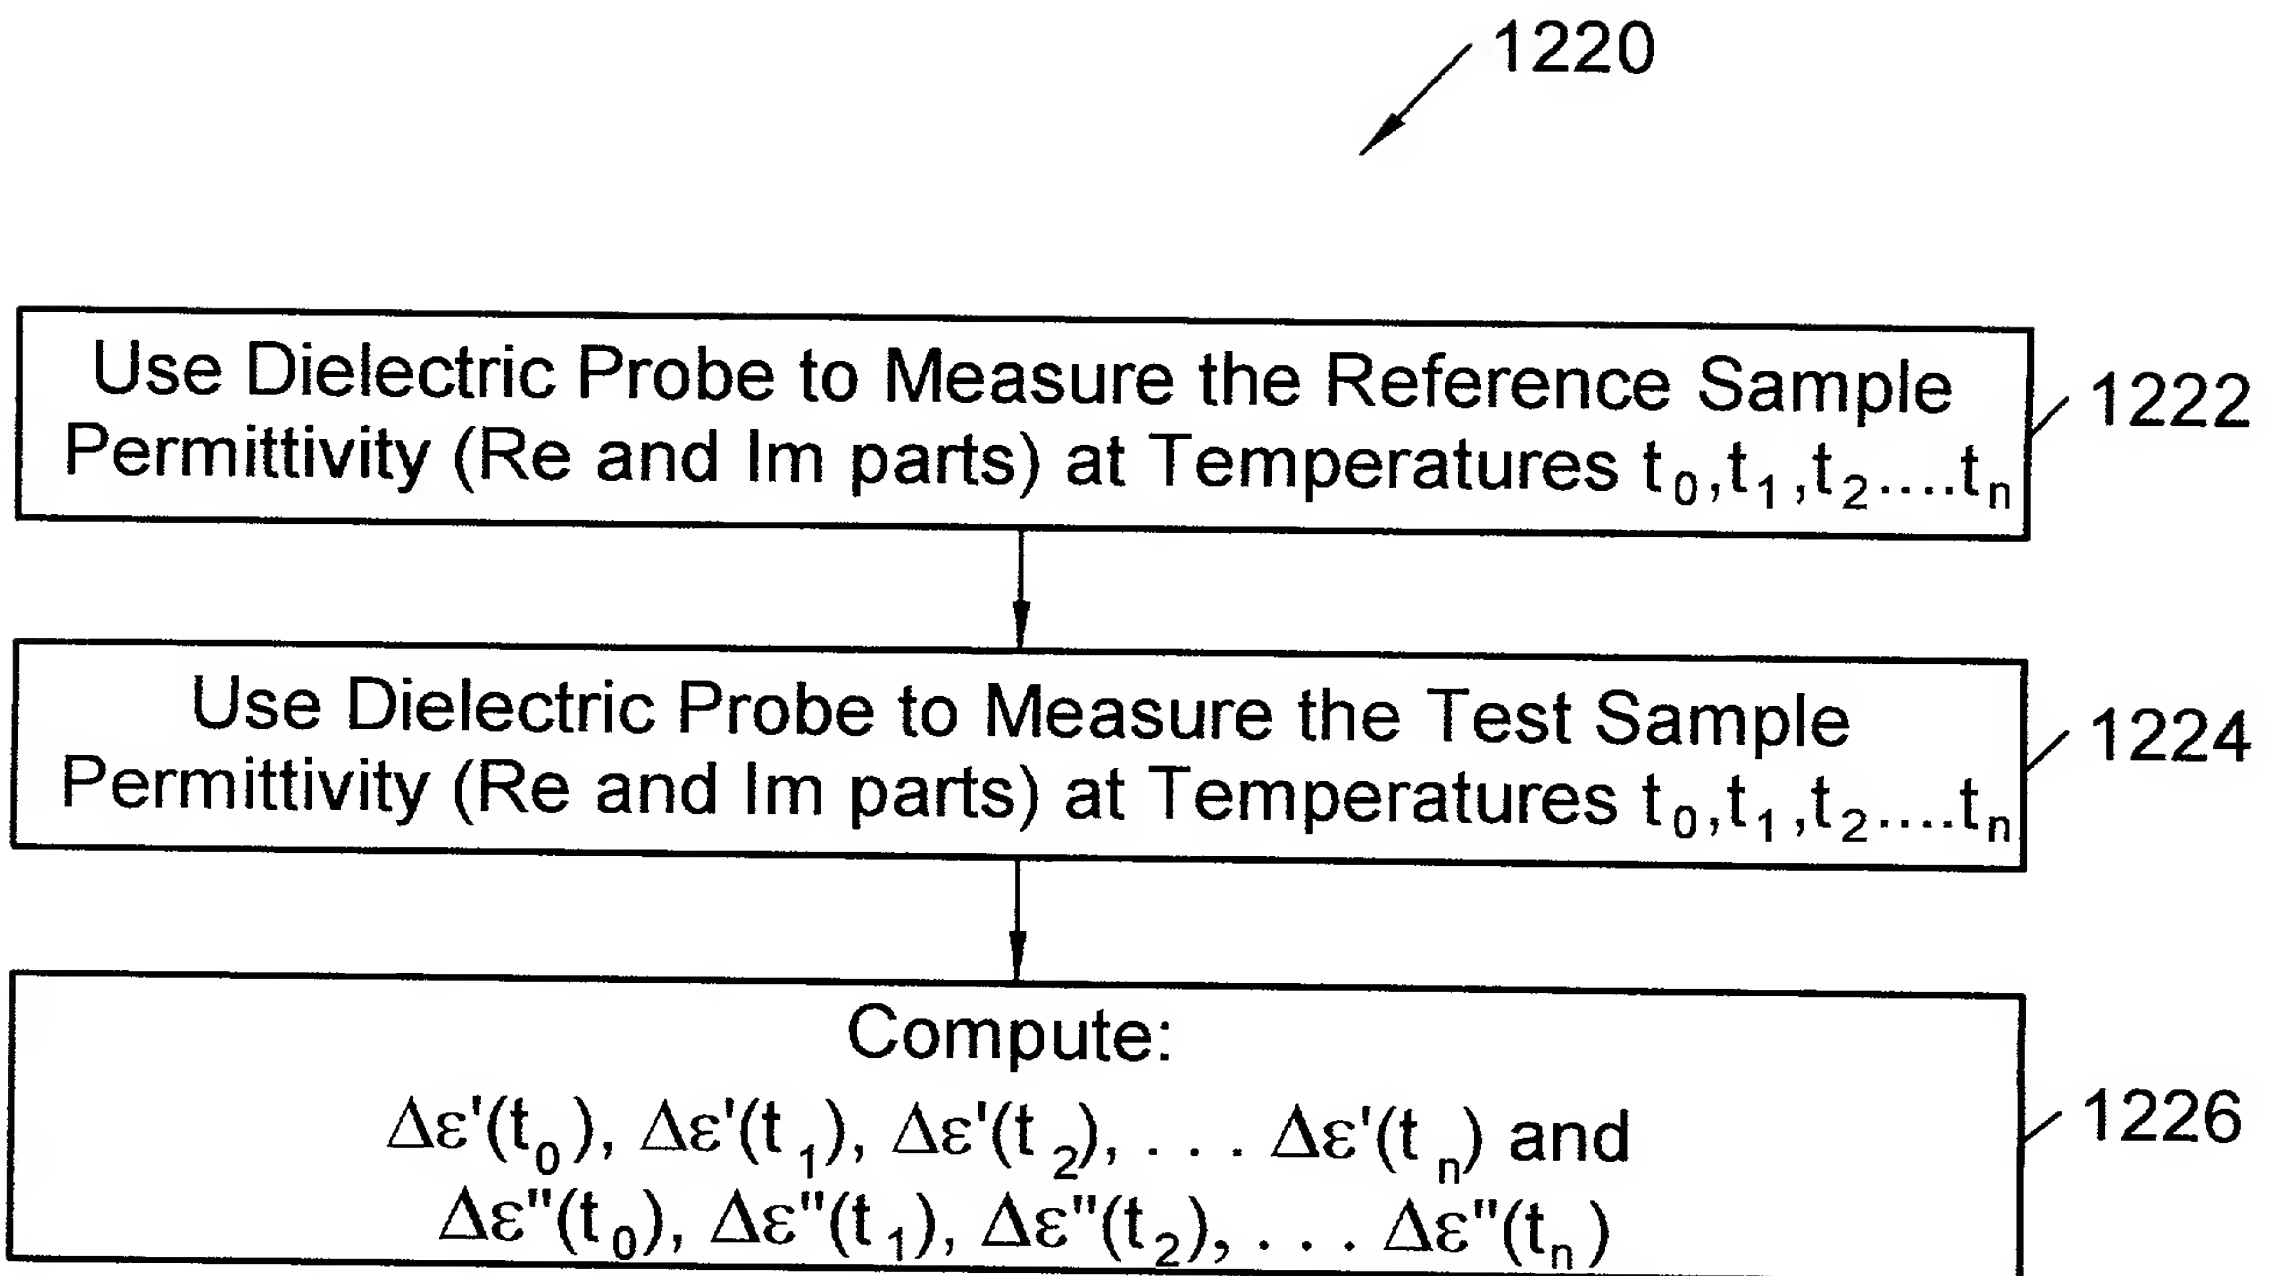 1220
Use Dielectric Probe to Measure the Reference Sample
Permittivity (Re and Im parts) at Temperatures t₀,t₁,t₂....tₙ
1222
Use Dielectric Probe to Measure the Test Sample
Permittivity (Re and Im parts) at Temperatures t₀,t₁,t₂....tₙ
1224
Compute:
Δε'(t₀), Δε'(t₁), Δε'(t₂), . . . Δε'(tₙ) and
Δε"(t₀), Δε"(t₁), Δε"(t₂), . . . Δε"(tₙ)
1226